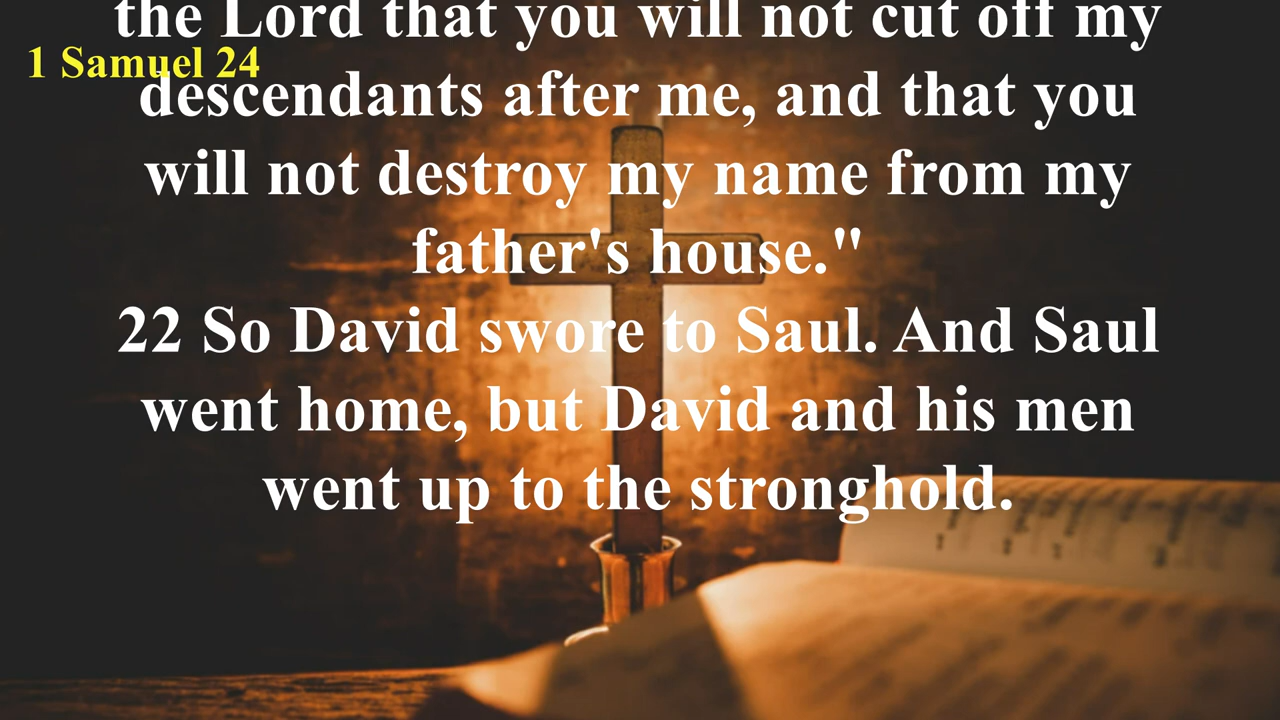 the Lord that you will not cut off my
1 Samuel 24
descendants after me, and that you
will not destroy my name from my
father's house."
22 So David swore to Saul. And Saul
went home, but David and his men
went up to the stronghold.